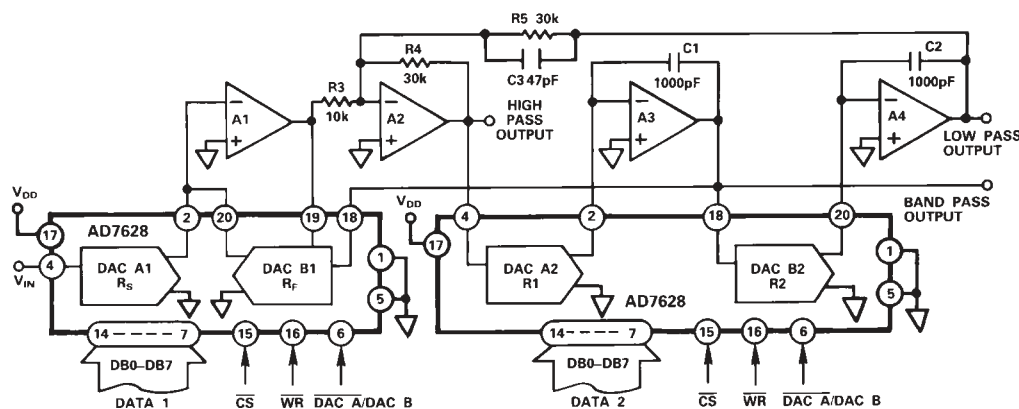 R5 30k
C3 47pF
R4
30k
R3
10k
HIGH
PASS
OUTPUT
C1
1000pF
C2
1000pF
LOW PASS
OUTPUT
BAND PASS
OUTPUT
A1
A2
A3
A4
− + − + − + − +
VDD
17
4
VIN
AD7628
2
20
19
18
1
5
DAC A1
RS
DAC B1
RF
14 ---- 7
DB0–DB7
DATA 1
15
16
6
CS
WR
DAC A/DAC B
VDD
17
4
2
18
20
1
5
DAC A2
R1
AD7628
DAC B2
R2
14 ---- 7
DB0–DB7
DATA 2
15
16
6
CS
WR
DAC A/DAC B